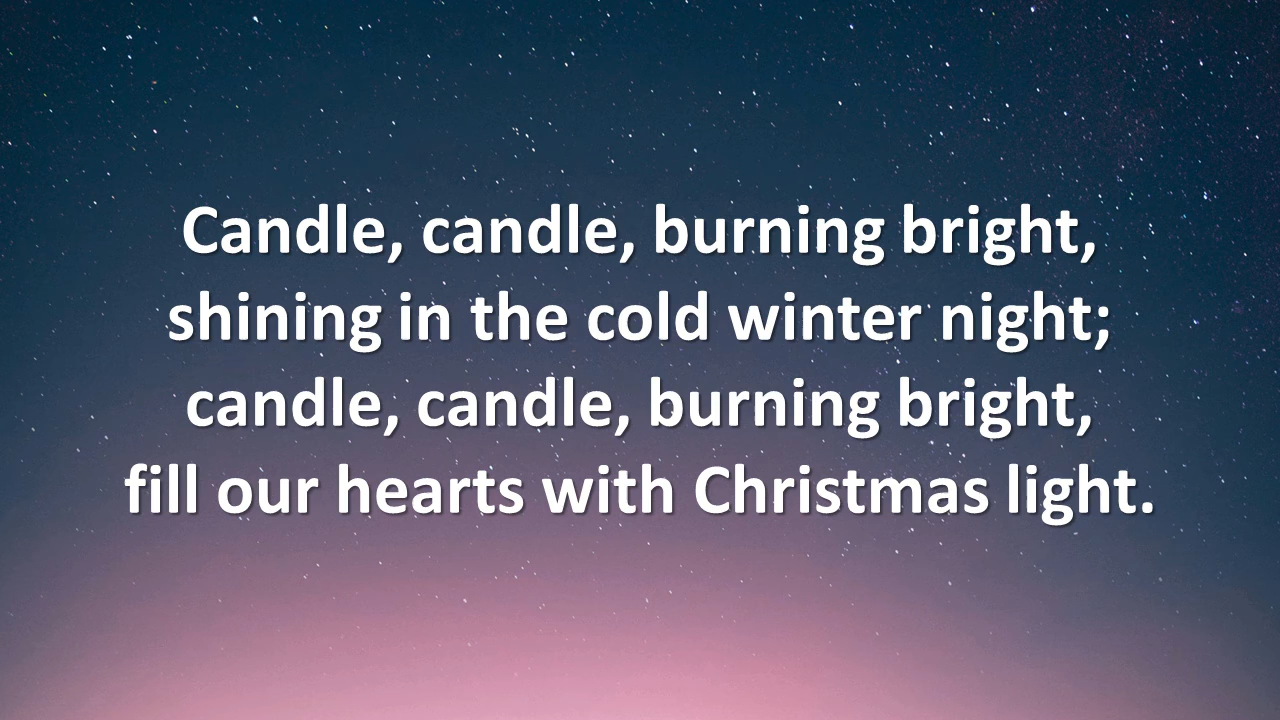 Candle, candle, burning bright,
shining in the cold winter night;
candle, candle, burning bright,
fill our hearts with Christmas light.